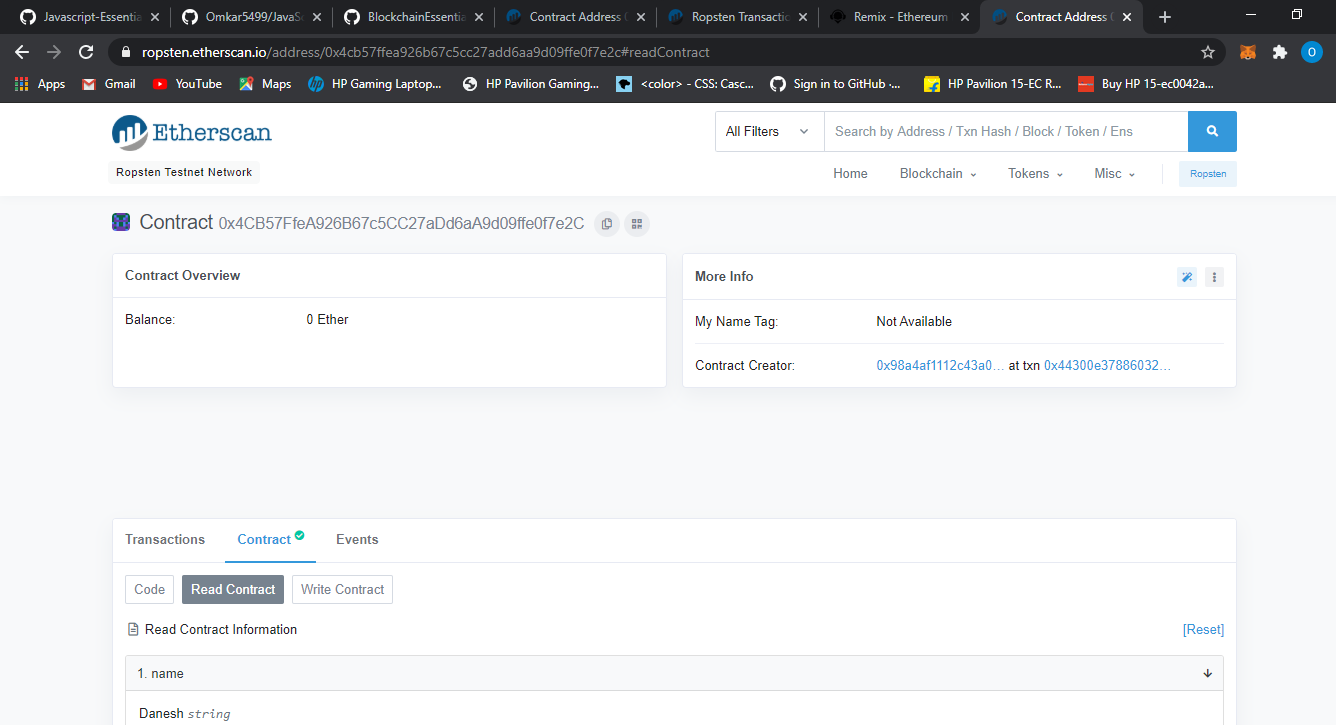 Javascript-Essentia
Omkar5499/JavaSc
BlockchainEssentia
Contract Address
Ropsten Transactic
Remix - Ethereum
Contract Address
ropsten.etherscan.io/address/0x4cb57ffea926b67c5cc27add6aa9d09ffe0f7e2c#readContract
O
Apps
Gmail
YouTube
Maps
HP Gaming Laptop...
HP Pavilion Gaming...
<color> - CSS: Casc...
Sign in to GitHub ·...
HP Pavilion 15-EC R...
Buy HP 15-ec0042a...
Etherscan
All Filters
Search by Address / Txn Hash / Block / Token / Ens
Ropsten Testnet Network
Home
Blockchain
Tokens
Misc
Ropsten
Contract 0x4CB57FfeA926B67c5CC27aDd6aA9d09ffe0f7e2C
Contract Overview
Balance:
0 Ether
More Info
My Name Tag:
Not Available
Contract Creator:
0x98a4af1112c43a0... at txn 0x44300e37886032...
Transactions
Contract
Events
Code
Read Contract
Write Contract
Read Contract Information
[Reset]
1. name
Danesh string